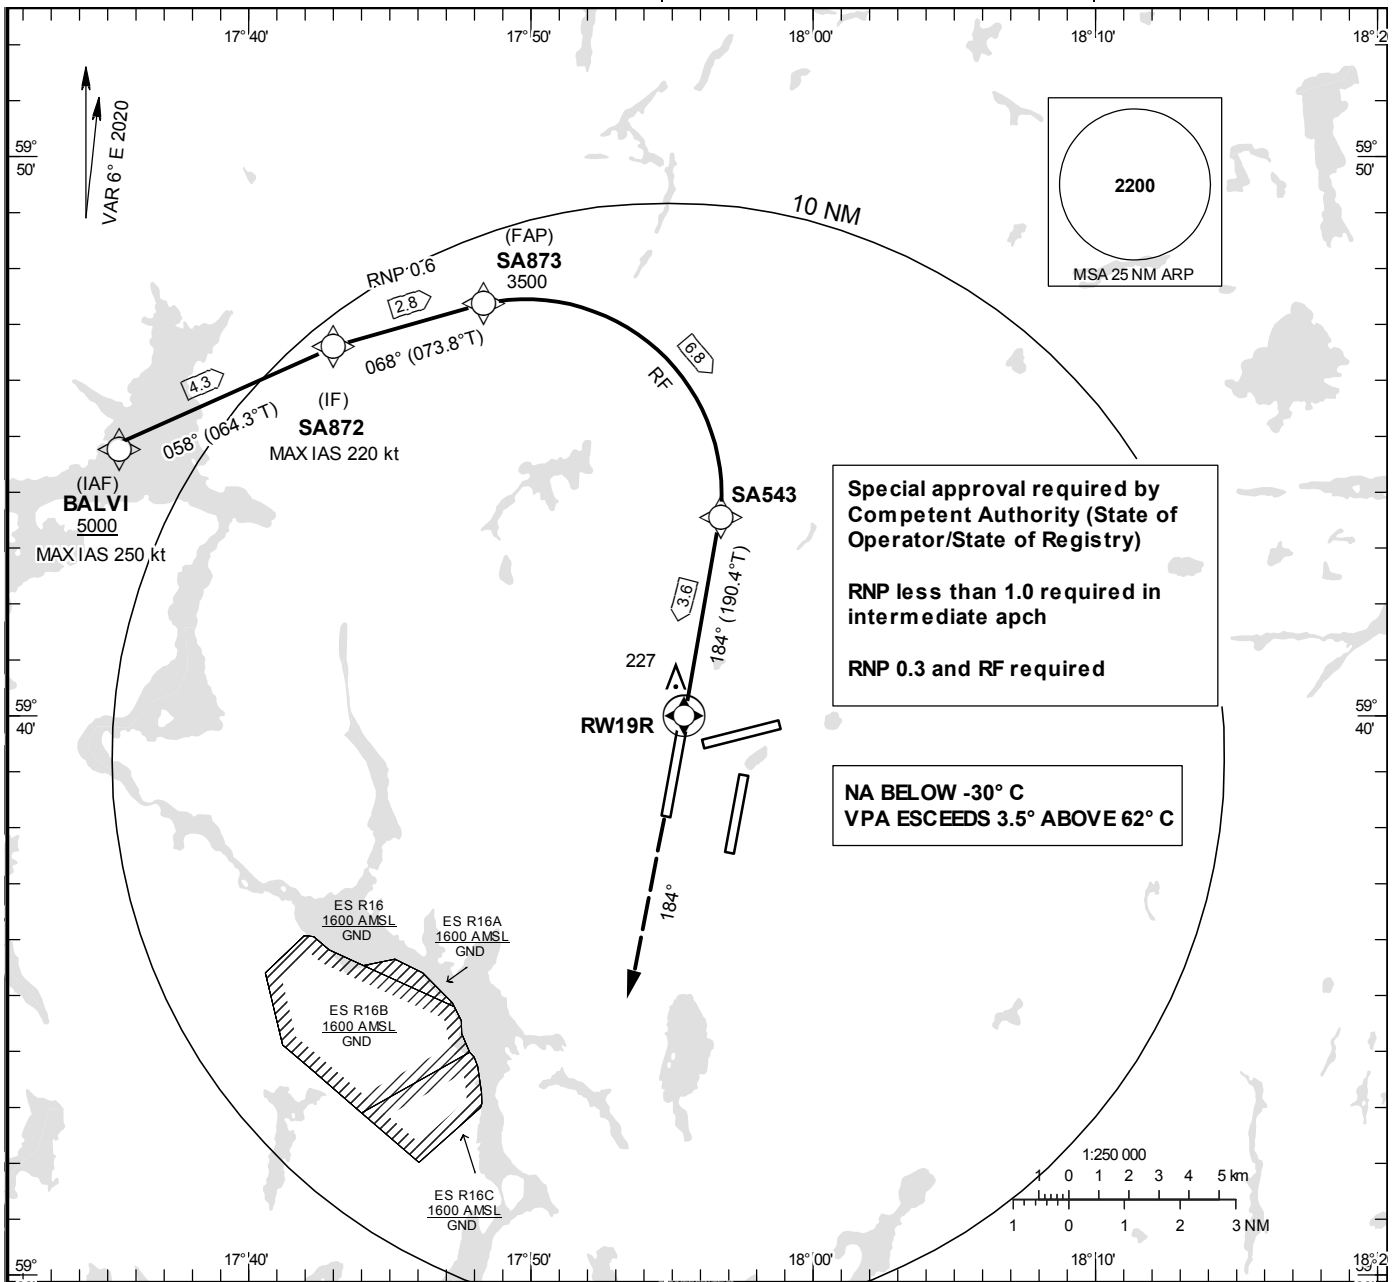 17°40'
17°50'
18°00'
18°10'
18°20
VAR 6° E 2020
59°
50'
59°
50'
2200
MSA 25 NM ARP
10 NM
(FAP)
SA873
3500
RNP 0.6
2.8
068° (073.8°T)
4.3
058° (064.3°T)
(IF)
SA872
MAX IAS 220 kt
6.8
RF
(IAF)
BALVI
5000
MAX IAS 250 kt
SA543
3.6
184° (190.4°T)
Special approval required by
Competent Authority (State of
Operator/State of Registry)
RNP less than 1.0 required in
intermediate apch
RNP 0.3 and RF required
227
RW19R
59°
40'
59°
40'
NA BELOW -30° C
VPA ESCEEDS 3.5° ABOVE 62° C
184°
ES R16
1600 AMSL
GND
ES R16A
1600 AMSL
GND
ES R16B
1600 AMSL
GND
ES R16C
1600 AMSL
GND
1:250 000
1 0 1 2 3 4 5 km
1 0 1 2 3 NM
59°
17°40'
17°50'
18°00'
18°10'
59°